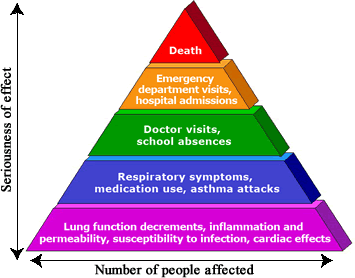 Seriousness of effect
Death
Emergency
department visits,
hospital admissions
Doctor visits,
school absences
Respiratory symptoms,
medication use, asthma attacks
Lung function decrements, inflammation and
permeability, susceptibility to infection, cardiac effects
Number of people affected